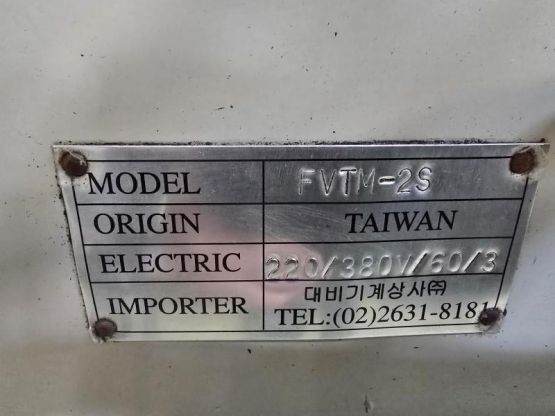 MODEL FVTM-2S
ORIGIN TAIWAN
ELECTRIC 220/380V/60/3
IMPORTER 대비기계상사㈜
TEL:(02)2631-8181